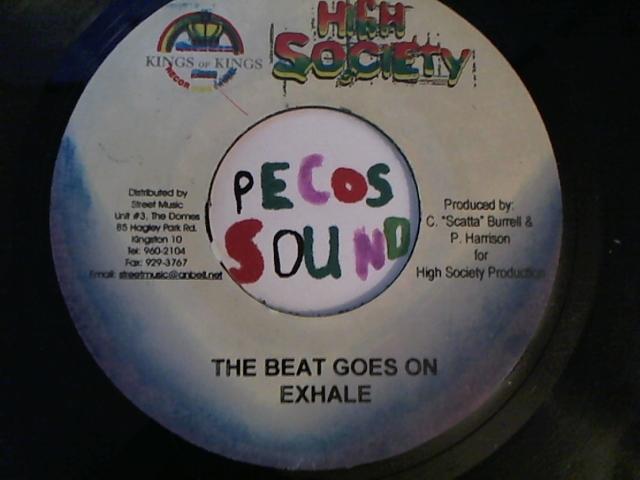 KINGS OF KINGS
HIGH
SOCIETY
PECOS
SOUND
Distributed by
Street Music
Unit #3, The Domes
85 Hagley Park Rd.
Kingston 10
Tel: 960-2104
Fax: 929-3767
Email: streetmusic@anbell.net
Produced by:
C. "Scatta" Burrell &
P. Harrison
for
High Society Production
THE BEAT GOES ON
EXHALE